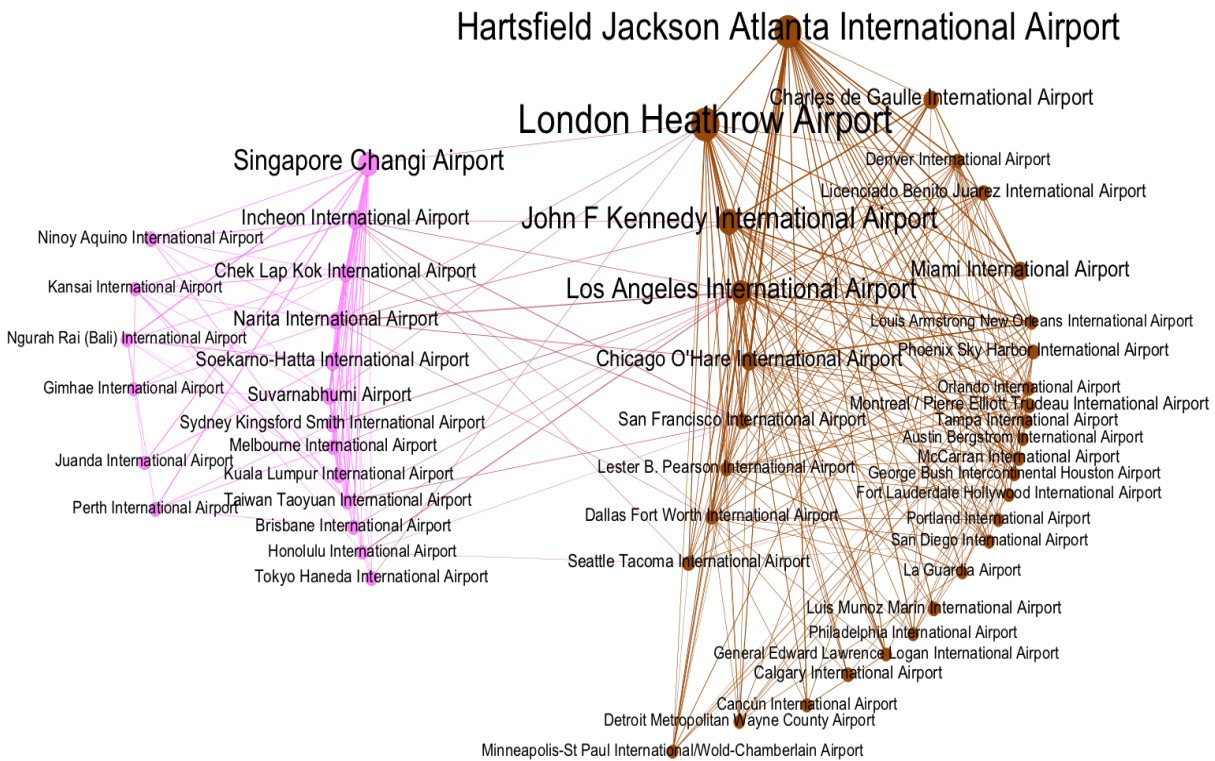 Hartsfield Jackson Atlanta International Airport
Charles de Gaulle International Airport
London Heathrow Airport
Singapore Changi Airport
Denver International Airport
Licenciado Benito Juarez International Airport
Incheon International Airport
John F Kennedy International Airport
Ninoy Aquino International Airport
Chek Lap Kok International Airport
Miami International Airport
Kansai International Airport
Los Angeles International Airport
Narita International Airport
Louis Armstrong New Orleans International Airport
Ngurah Rai (Bali) International Airport
Phoenix Sky Harbor International Airport
Soekarno-Hatta International Airport
Chicago O'Hare International Airport
Gimhae International Airport
Orlando International Airport
Suvarnabhumi Airport
Montreal / Pierre Elliott Trudeau International Airport
Sydney Kingsford Smith International Airport
San Francisco International Airport
Tampa International Airport
Austin Bergstrom International Airport
Melbourne International Airport
McCarran International Airport
Juanda International Airport
Lester B. Pearson International Airport
Kuala Lumpur International Airport
George Bush Intercontinental Houston Airport
Fort Lauderdale Hollywood International Airport
Taiwan Taoyuan International Airport
Perth International Airport
Dallas Fort Worth International Airport
Portland International Airport
Brisbane International Airport
San Diego International Airport
Honolulu International Airport
Seattle Tacoma International Airport
La Guardia Airport
Tokyo Haneda International Airport
Luis Munoz Marin International Airport
Philadelphia International Airport
General Edward Lawrence Logan International Airport
Calgary International Airport
Cancún International Airport
Detroit Metropolitan Wayne County Airport
Minneapolis-St Paul International/Wold-Chamberlain Airport